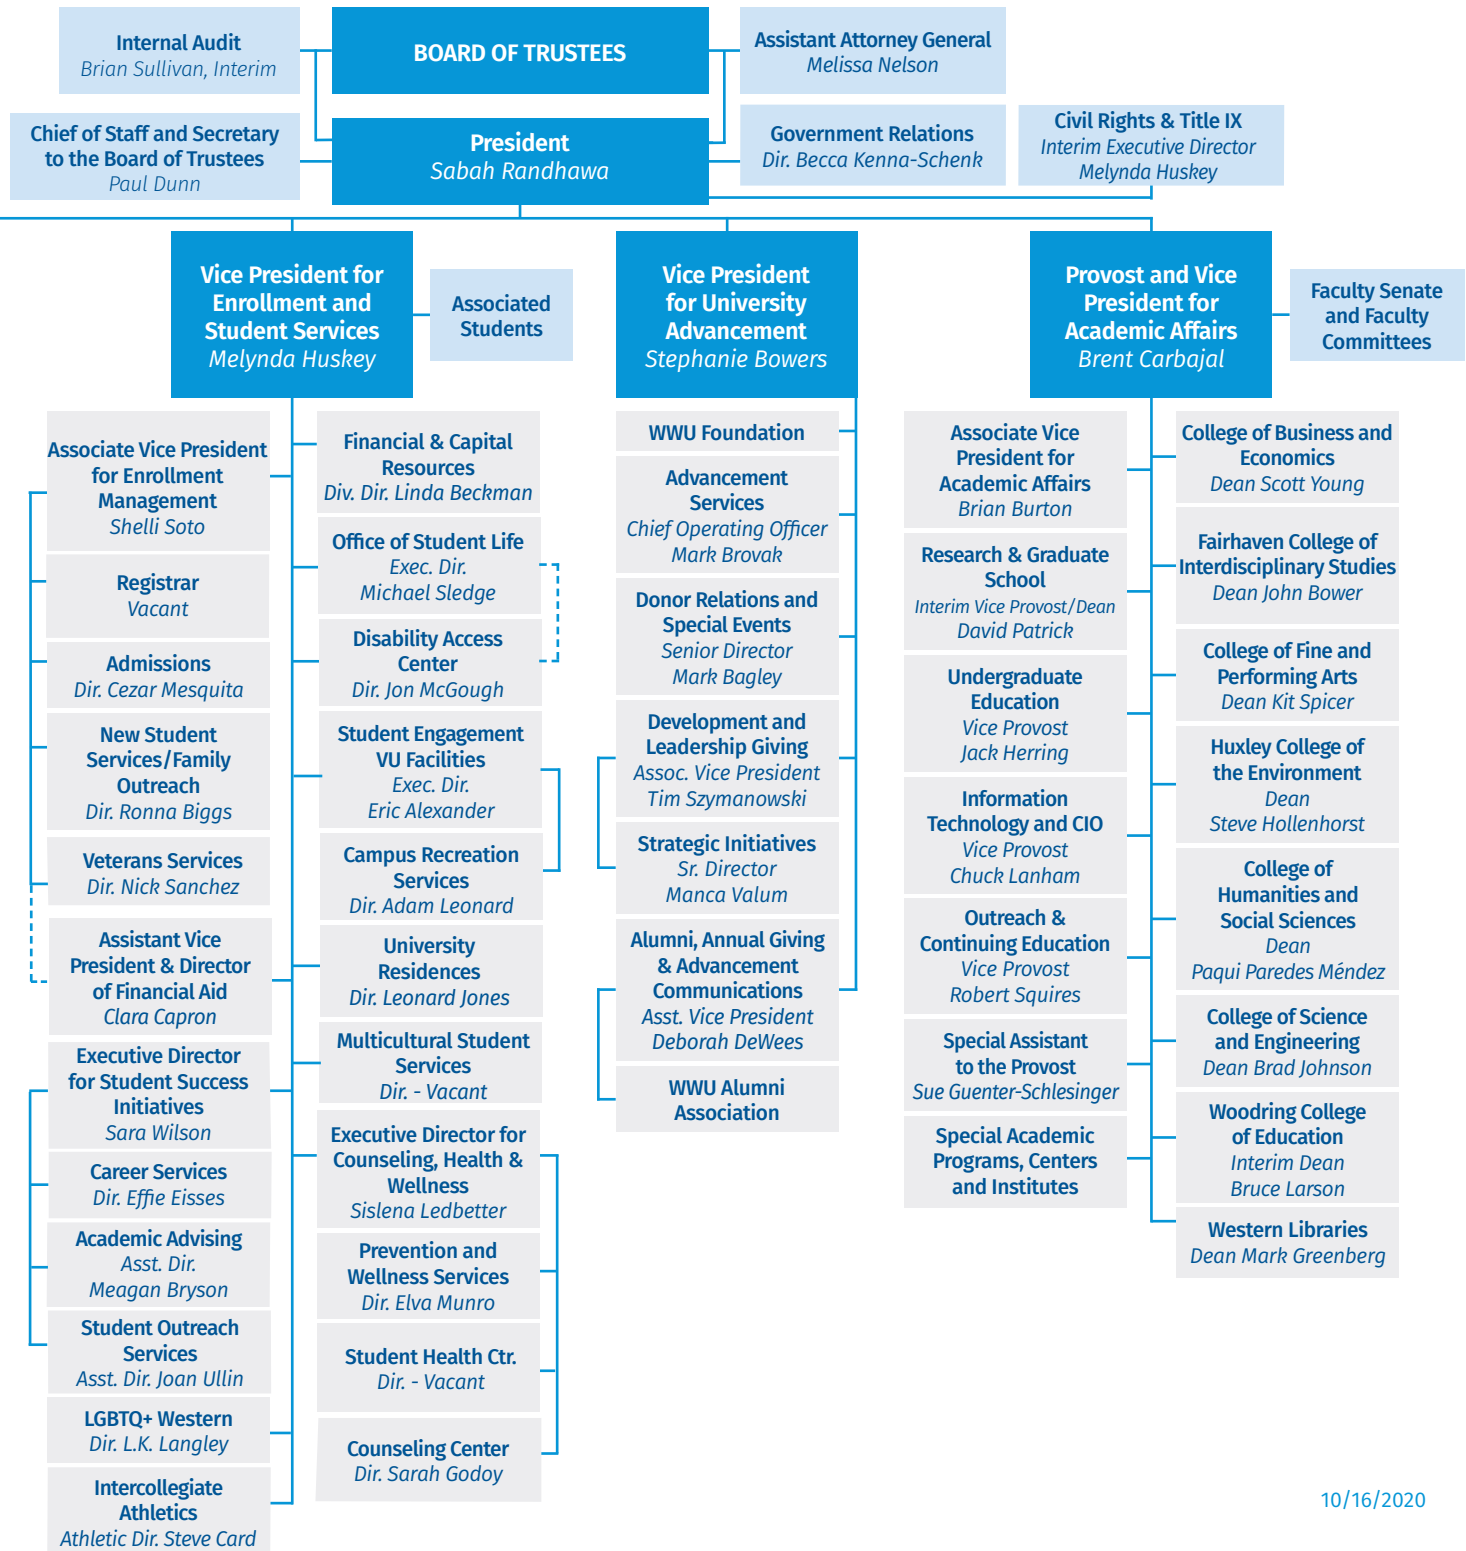 Internal Audit
Brian Sullivan, Interim
BOARD OF TRUSTEES
Assistant Attorney General
Melissa Nelson
Chief of Staff and Secretary
to the Board of Trustees
Paul Dunn
President
Sabah Randhawa
Government Relations
Dir. Becca Kenna-Schenk
Civil Rights & Title IX
Interim Executive Director
Melynda Huskey
Vice President for
Enrollment and
Student Services
Melynda Huskey
Associated
Students
Vice President
for University
Advancement
Stephanie Bowers
Provost and Vice
President for
Academic Affairs
Brent Carbajal
Faculty Senate
and Faculty
Committees
Associate Vice President
for Enrollment
Management
Shelli Soto
Registrar
Vacant
Admissions
Dir. Cezar Mesquita
New Student
Services/Family
Outreach
Dir. Ronna Biggs
Veterans Services
Dir. Nick Sanchez
Assistant Vice
President & Director
of Financial Aid
Clara Capron
Executive Director
for Student Success
Initiatives
Sara Wilson
Career Services
Dir. Effie Eisses
Academic Advising
Asst. Dir.
Meagan Bryson
Student Outreach
Services
Asst. Dir. Joan Ullin
LGBTQ+ Western
Dir. L.K. Langley
Intercollegiate
Athletics
Athletic Dir. Steve Card
Financial & Capital
Resources
Div. Dir. Linda Beckman
Office of Student Life
Exec. Dir.
Michael Sledge
Disability Access
Center
Dir. Jon McGough
Student Engagement
VU Facilities
Exec. Dir.
Eric Alexander
Campus Recreation
Services
Dir. Adam Leonard
University
Residences
Dir. Leonard Jones
Multicultural Student
Services
Dir. - Vacant
Executive Director for
Counseling, Health &
Wellness
Sislena Ledbetter
Prevention and
Wellness Services
Dir. Elva Munro
Student Health Ctr.
Dir. - Vacant
Counseling Center
Dir. Sarah Godoy
WWU Foundation
Advancement
Services
Chief Operating Officer
Mark Brovak
Donor Relations and
Special Events
Senior Director
Mark Bagley
Development and
Leadership Giving
Assoc. Vice President
Tim Szymanowski
Strategic Initiatives
Sr. Director
Manca Valum
Alumni, Annual Giving
& Advancement
Communications
Asst. Vice President
Deborah DeWees
WWU Alumni
Association
Associate Vice
President for
Academic Affairs
Brian Burton
Research & Graduate
School
Interim Vice Provost/Dean
David Patrick
Undergraduate
Education
Vice Provost
Jack Herring
Information
Technology and CIO
Vice Provost
Chuck Lanham
Outreach &
Continuing Education
Vice Provost
Robert Squires
Special Assistant
to the Provost
Sue Guenter-Schlesinger
Special Academic
Programs, Centers
and Institutes
College of Business and
Economics
Dean Scott Young
Fairhaven College of
Interdisciplinary Studies
Dean John Bower
College of Fine and
Performing Arts
Dean Kit Spicer
Huxley College of
the Environment
Dean
Steve Hollenhorst
College of
Humanities and
Social Sciences
Dean
Paqui Paredes Méndez
College of Science
and Engineering
Dean Brad Johnson
Woodring College
of Education
Interim Dean
Bruce Larson
Western Libraries
Dean Mark Greenberg
10/16/2020